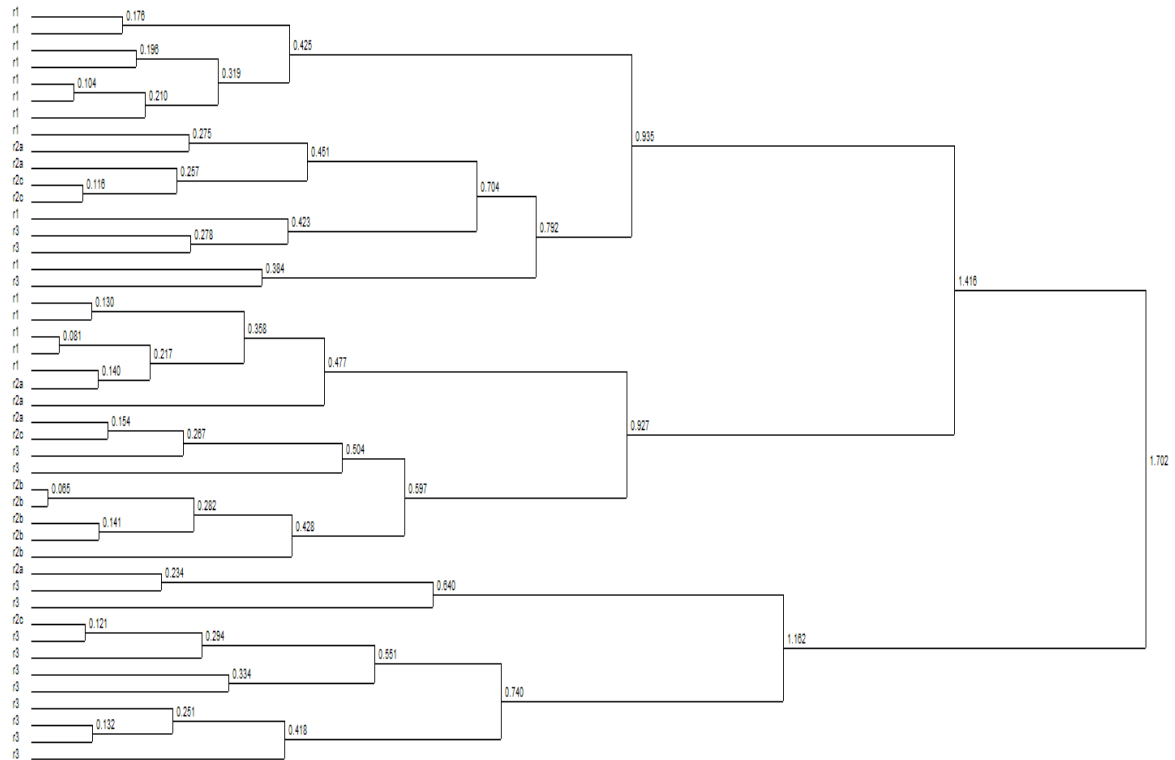 r1
0.176
r1
r1
0.425
0.196
r1
0.319
r1
0.104
r1
0.210
r1
r1
0.275
0.935
r2a
0.451
r2a
0.257
r2c
0.116
0.704
r2c
r1
0.423
0.792
r3
0.278
r3
r1
0.384
r3
1.416
r1
0.130
r1
0.358
r1
0.081
r1
0.217
0.477
r1
0.140
r2a
r2a
r2a
0.154
0.927
r2c
0.267
r3
0.504
1.702
r3
r2b
0.065
0.597
r2b
0.282
r2b
0.141
0.428
r2b
r2b
r2a
0.234
r3
0.640
r3
r2c
0.121
r3
0.294
1.162
r3
0.551
r3
0.334
r3
0.740
r3
0.251
r3
0.132
0.418
r3
r3